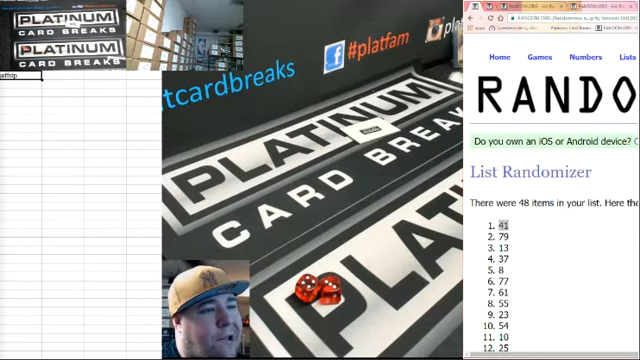 PLATINUM
CARD BREAKS
PLATINUM
CARD BREAKS
tcardbreaks
#platfam
PLATINUM
CARD BREA
PLATI
Home Games Numbers Lists
RANDO
Do you own an iOS or Android device?
List Randomizer
There were 48 items in your list. Here the
1. 41
2. 79
3. 13
4. 37
5. 8
6. 77
7. 61
8. 55
9. 23
10. 54
11. 10
12. 25